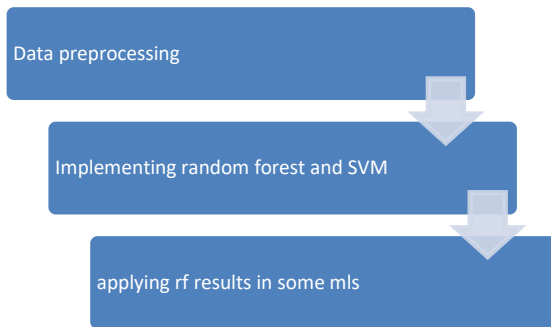 Data preprocessing
Implementing random forest and SVM
applying rf results in some mls